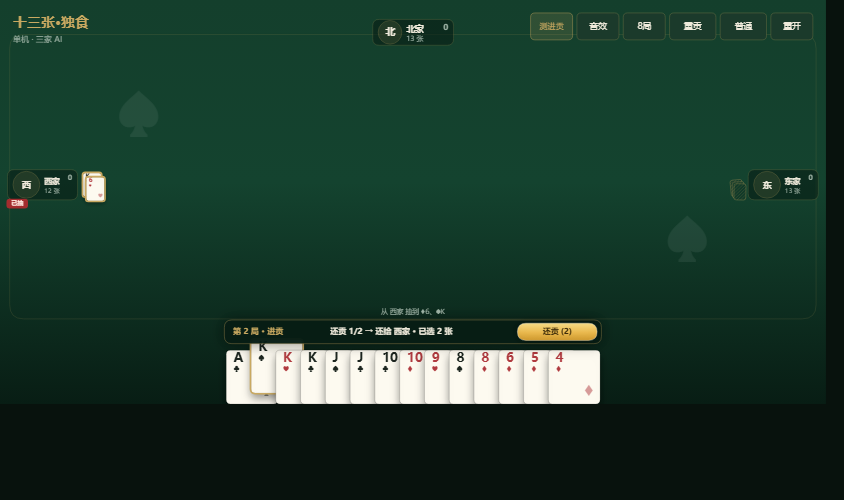 十三张•独食
单机 · 三家 AI
北 北家 0
13 张
测进贡 音效 8局 重贡 普通 重开
西 西家 0
12 张
已抽
东 东家 0
13 张
从 西家 抽到 ♦6、♠K
第 2 局 • 进贡 还贡 1/2 → 还给 西家 • 已选 2 张 还贡 (2)
A♣ K♠ K♥ K♣ J♠ J♣ 10♣ 10♦ 9♥ 8♠ 8♦ 6♦ 5♦ 4♦